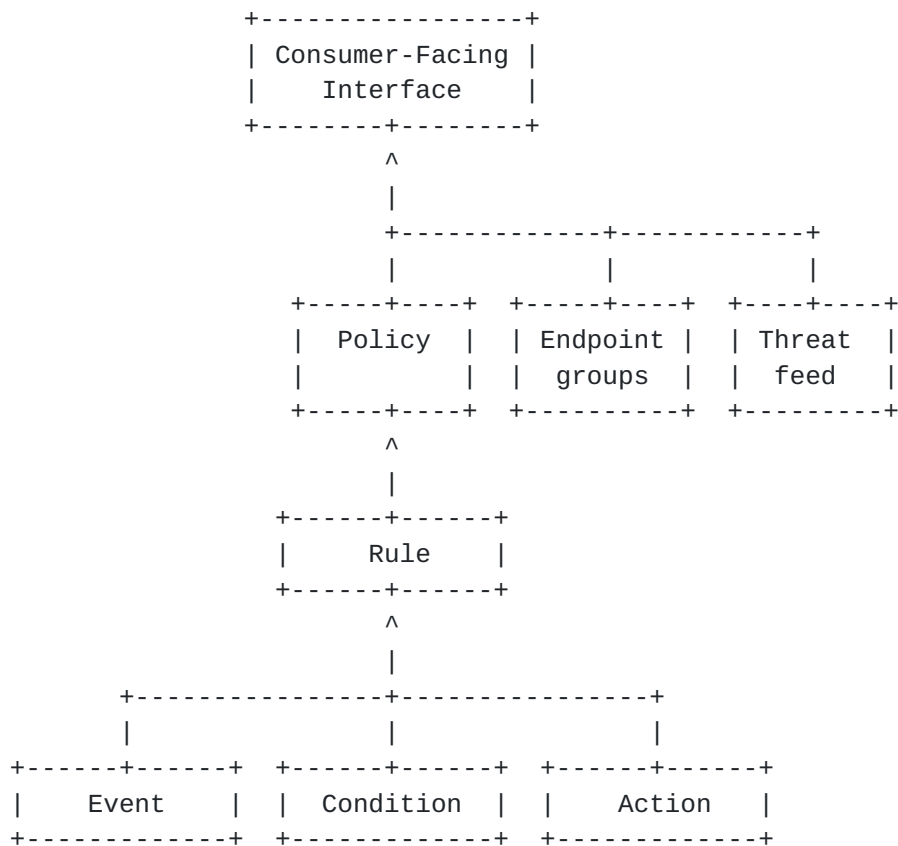 Consumer-Facing
Interface
Policy Endpoint Threat
groups feed
Rule
Event Condition Action